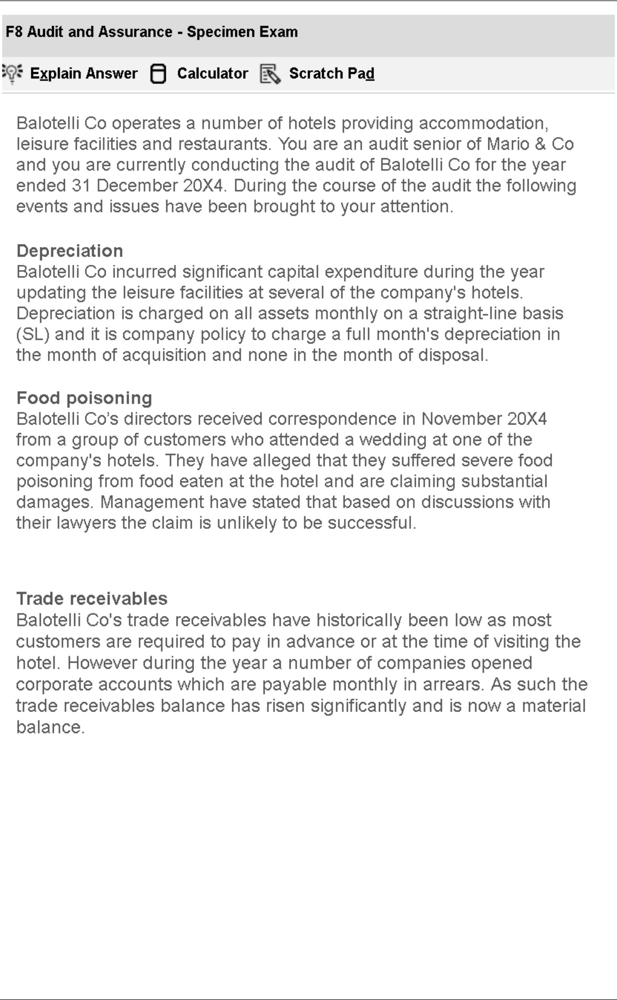 F8 Audit and Assurance - Specimen Exam
Explain Answer Calculator Scratch Pad
Balotelli Co operates a number of hotels providing accommodation,
leisure facilities and restaurants. You are an audit senior of Mario & Co
and you are currently conducting the audit of Balotelli Co for the year
ended 31 December 20X4. During the course of the audit the following
events and issues have been brought to your attention.
Depreciation
Balotelli Co incurred significant capital expenditure during the year
updating the leisure facilities at several of the company's hotels.
Depreciation is charged on all assets monthly on a straight-line basis
(SL) and it is company policy to charge a full month's depreciation in
the month of acquisition and none in the month of disposal.
Food poisoning
Balotelli Co’s directors received correspondence in November 20X4
from a group of customers who attended a wedding at one of the
company's hotels. They have alleged that they suffered severe food
poisoning from food eaten at the hotel and are claiming substantial
damages. Management have stated that based on discussions with
their lawyers the claim is unlikely to be successful.
Trade receivables
Balotelli Co's trade receivables have historically been low as most
customers are required to pay in advance or at the time of visiting the
hotel. However during the year a number of companies opened
corporate accounts which are payable monthly in arrears. As such the
trade receivables balance has risen significantly and is now a material
balance.